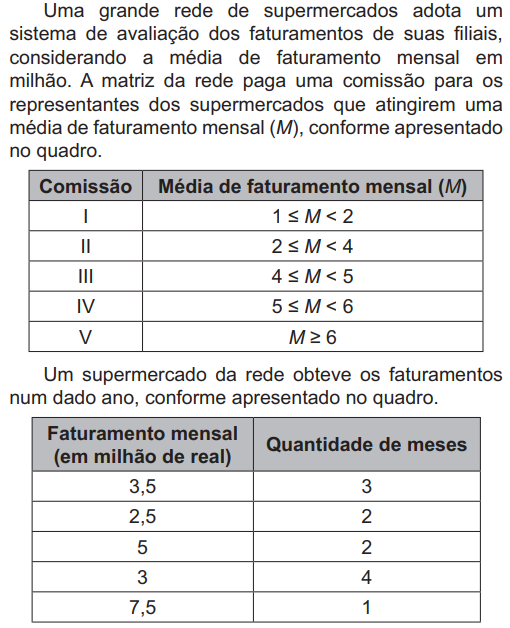 Uma grande rede de supermercados adota um
sistema de avaliação dos faturamentos de suas filiais,
considerando a média de faturamento mensal em
milhão. A matriz da rede paga uma comissão para os
representantes dos supermercados que atingirem uma
média de faturamento mensal (M), conforme apresentado
no quadro.
Comissão Média de faturamento mensal (M)
I 1 ≤ M < 2
II 2 ≤ M < 4
III 4 ≤ M < 5
IV 5 ≤ M < 6
V M ≥ 6
Um supermercado da rede obteve os faturamentos
num dado ano, conforme apresentado no quadro.
Faturamento mensal
(em milhão de real) Quantidade de meses
3,5 3
2,5 2
5 2
3 4
7,5 1